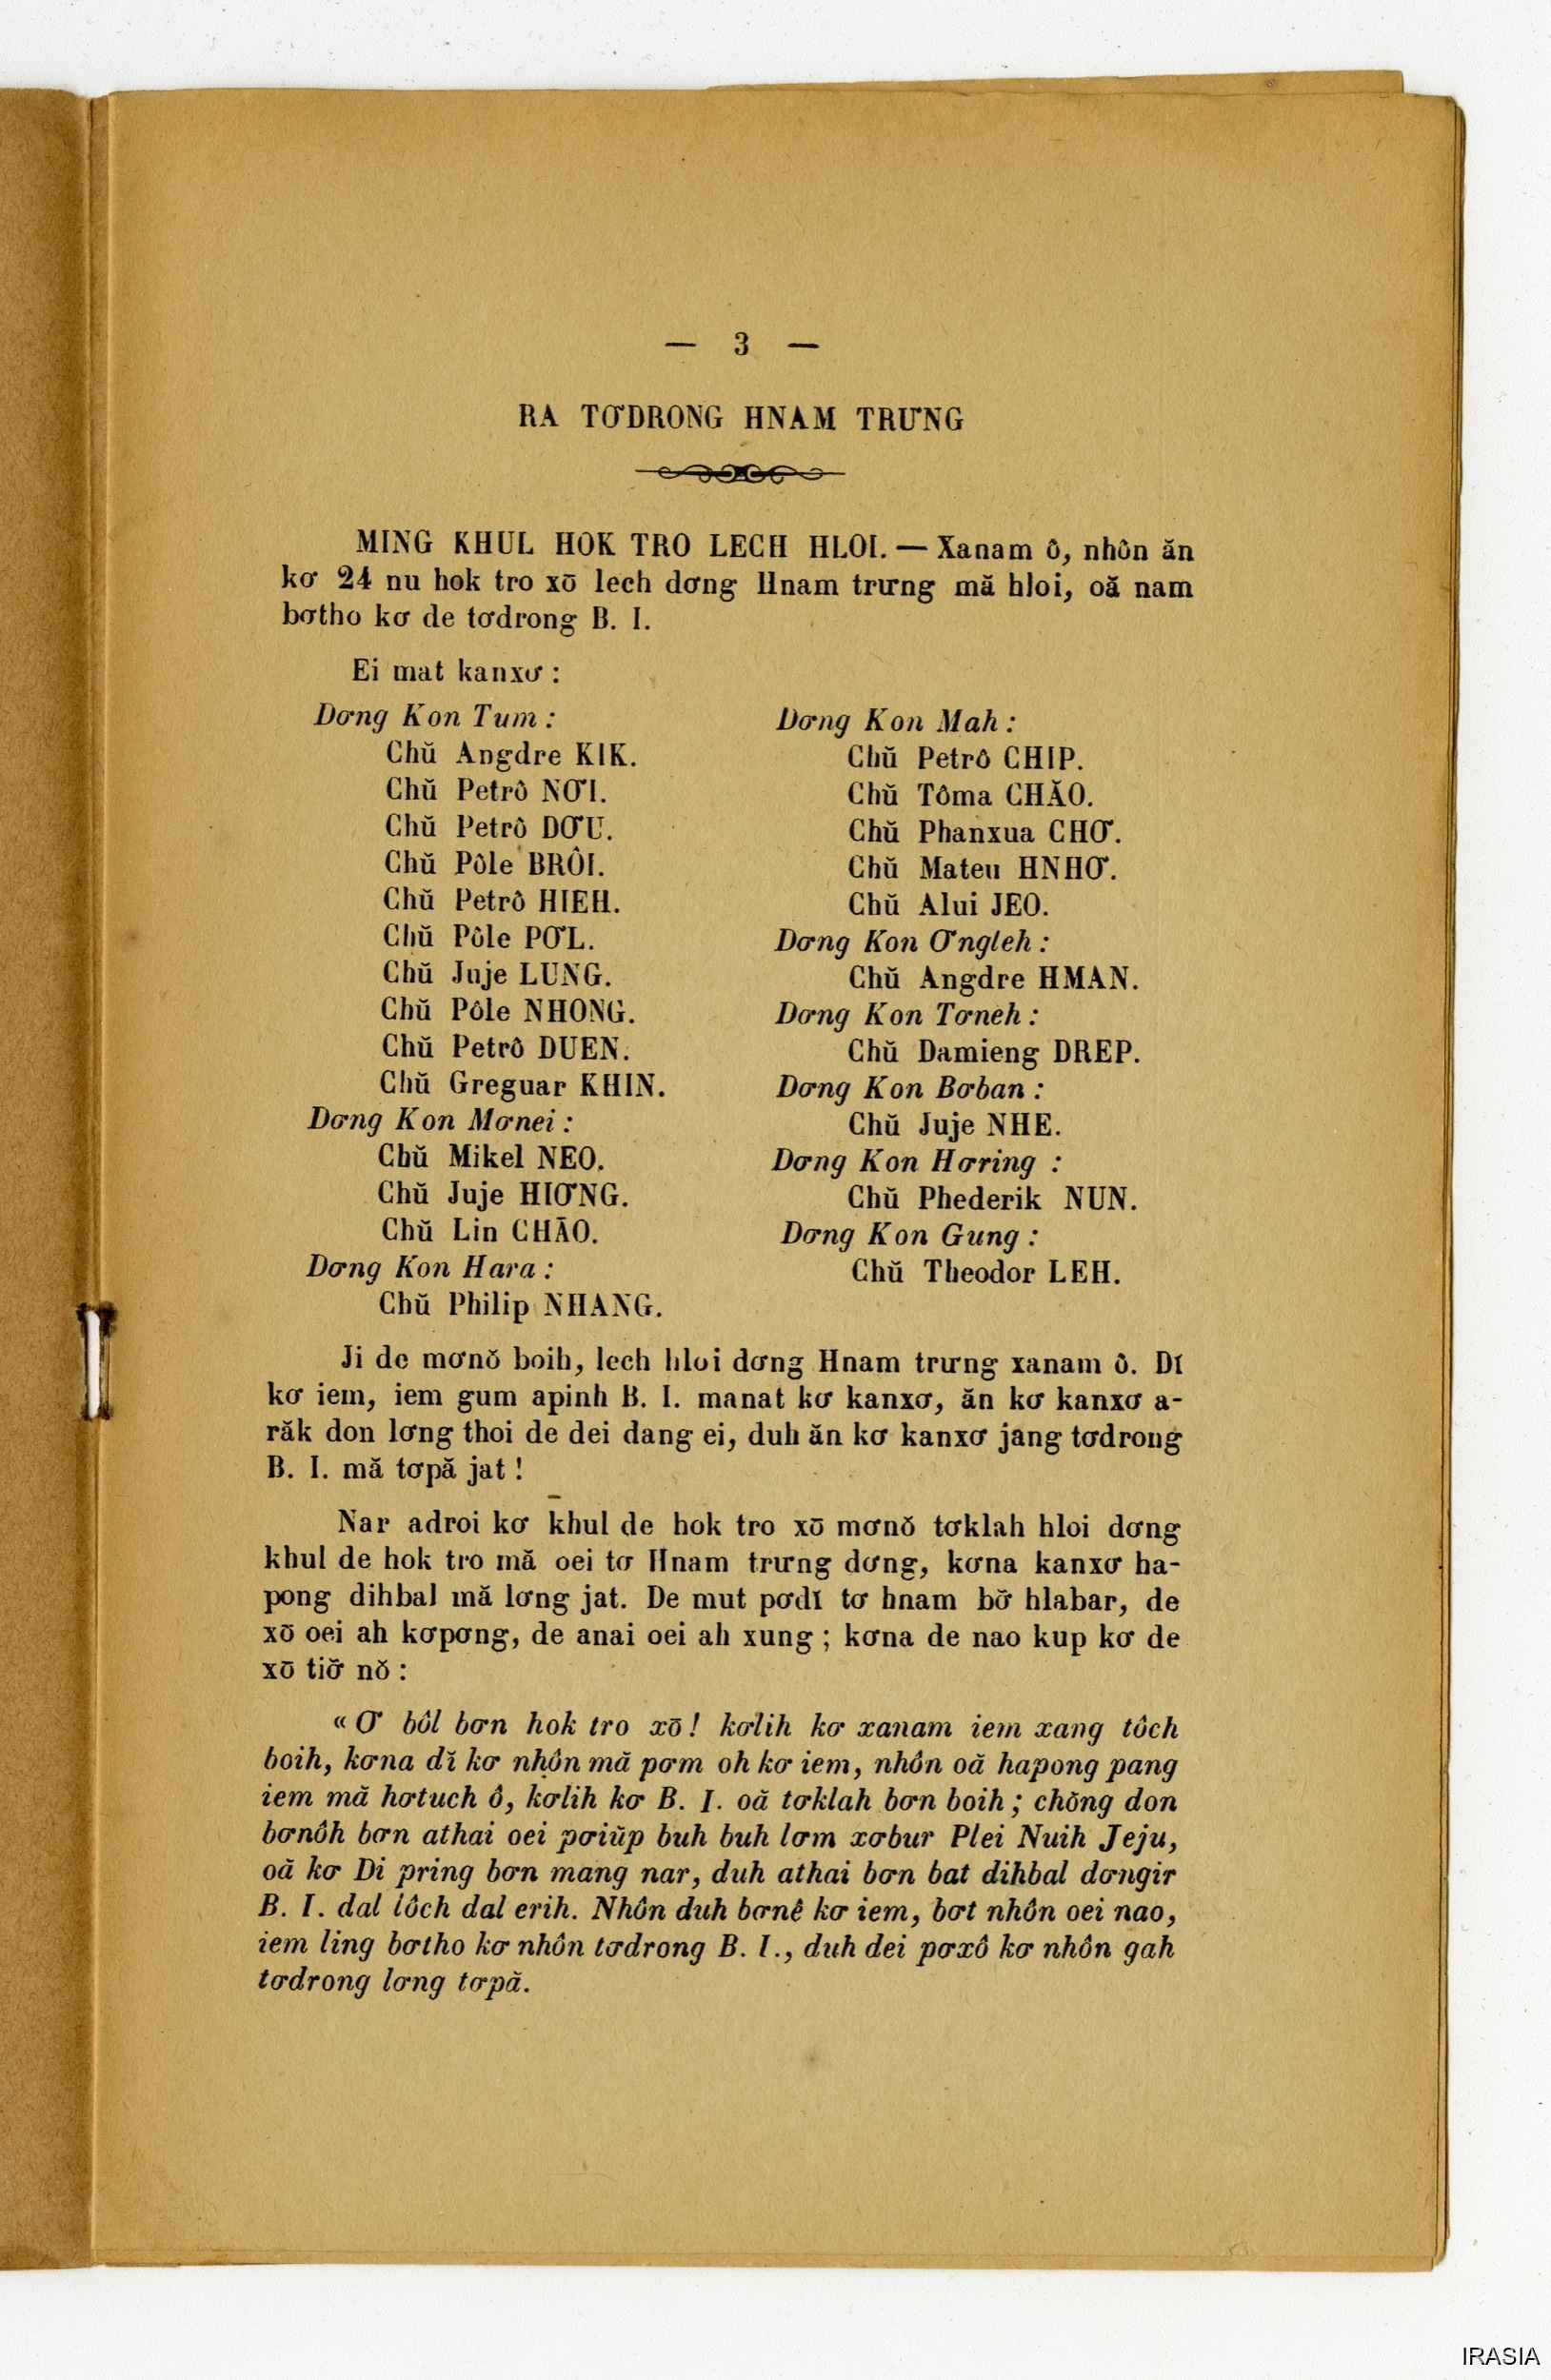 — 3 —
RA TƠDRONG HNAM TRƯNG
MING KHUL HOK TRO LECH HLOI. — Xanam ô, nhôn ăn
kơ 24 nu hok tro xō lech dơng Hnam trưng mă hloi, oă nam
bơtho kơ de tơdrong B. I.
Ei mat kanxơ :
Dơng Kon Tum :
Chŭ Angdre KIK.
Chŭ Petrô NƠI.
Chŭ Petrô DƠU.
Chŭ Pôle BRÔI.
Chŭ Petrô HIEH.
Chŭ Pôle PƠL.
Chŭ Juje LUNG.
Chŭ Pôle NHONG.
Chŭ Petrô DUEN.
Chŭ Greguar KHIN.
Dơng Kon Mơnei :
Chŭ Mikel NEO.
Chŭ Juje HIƠNG.
Chŭ Lin CHĀO.
Dơng Kon Hara :
Chŭ Philip NHANG.
Dơng Kon Mah :
Chŭ Petrô CHIP.
Chŭ Tôma CHĂO.
Chŭ Phanxua CHƠ.
Chŭ Mateu HNHƠ.
Chŭ Alui JEO.
Dơng Kon Ơngleh :
Chŭ Angdre HMAN.
Dơng Kon Tơneh :
Chŭ Damieng DREP.
Dơng Kon Bơban :
Chŭ Juje NHE.
Dơng Kon Hơring :
Chŭ Phederik NUN.
Dơng Kon Gung :
Chŭ Theodor LEH.
Ji de mơnŏ boih, lech hloi dơng Hnam trưng xanam ô. Dĭ
kơ iem, iem gum apinh B. I. manat kơ kanxơ, ăn kơ kanxơ a-
răk don lơng thoi de dei dang ei, duh ăn kơ kanxơ jang tơdrong
B. I. mă tơpă jat !
Nar adroi kơ khul de hok tro xō mơnŏ tơklah hloi dơng
khul de hok tro mă oei tơ Hnam trưng dơng, kơna kanxơ ha-
pong dihbal mă lơng jat. De mut pơdĭ tơ hnam bơ̆ hlabar, de
xō oei ah kơpơng, de anai oei ah xung ; kơna de nao kup kơ de
xō tiơ̆ nŏ :
« Ơ bôl bơn hok tro xō ! kơlih kơ xanam iem xang tôch
boih, kơna dĭ kơ nhôn mă pơm oh kơ iem, nhôn oă hapong pang
iem mă hơtuch ô, kơlih kơ B. I. oă tơklah bơn boih ; chŏng don
bơnôh bơn athai oei pơiŭp buh buh lơm xơbur Plei Nuih Jeju,
oă kơ Di pring bơn mang nar, duh athai bơn bat dihbal dơngir
B. I. dal lôch dal erih. Nhôn duh bơnê kơ iem, bơt nhôn oei nao,
iem ling bơtho kơ nhôn tơdrong B. I., duh dei pơxô kơ nhôn gah
tơdrong lơng tơpă.
IRASIA